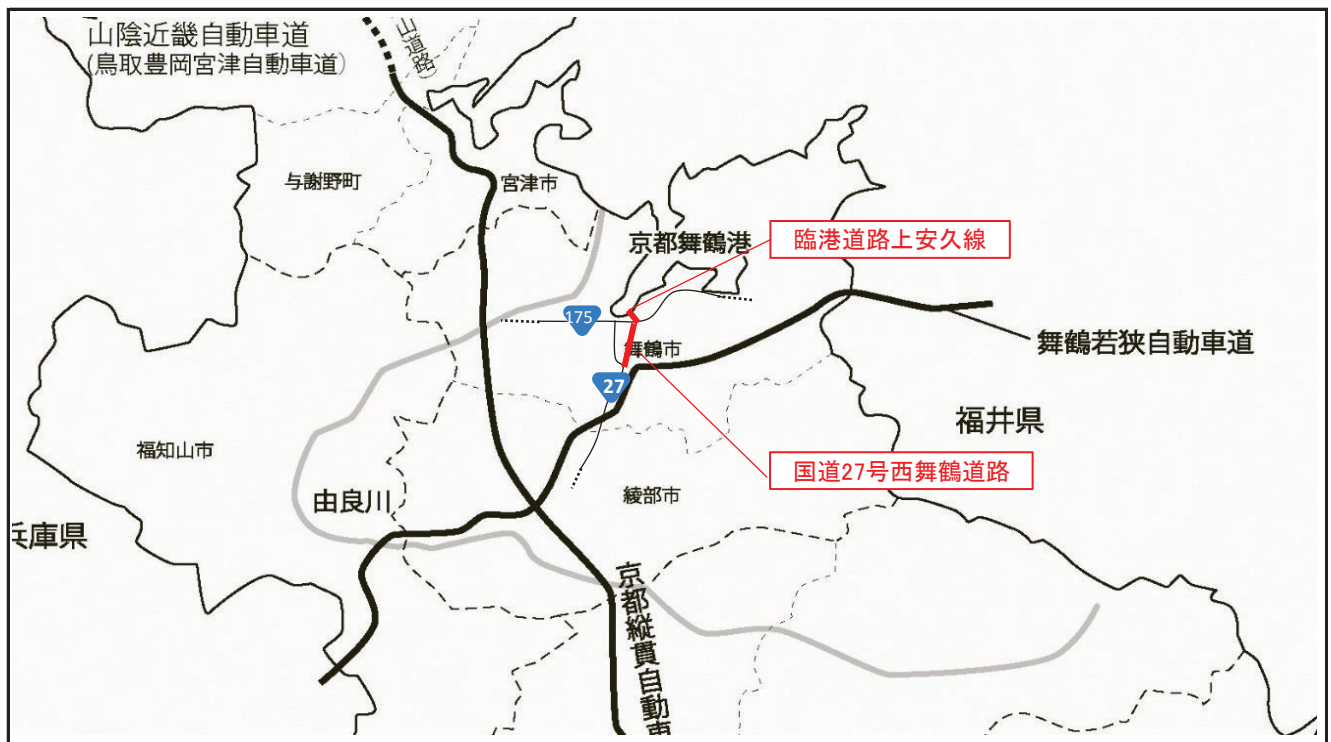 山陰近畿自動車道
(鳥取豊岡宮津自動車道)
山道路)
与謝野町
宮津市
京都舞鶴港
臨港道路上安久線
175
舞鶴市
舞鶴若狭自動車道
27
福井県
福知山市
国道27号西舞鶴道路
由良川
綾部市
兵庫県
京都縦貫自動車